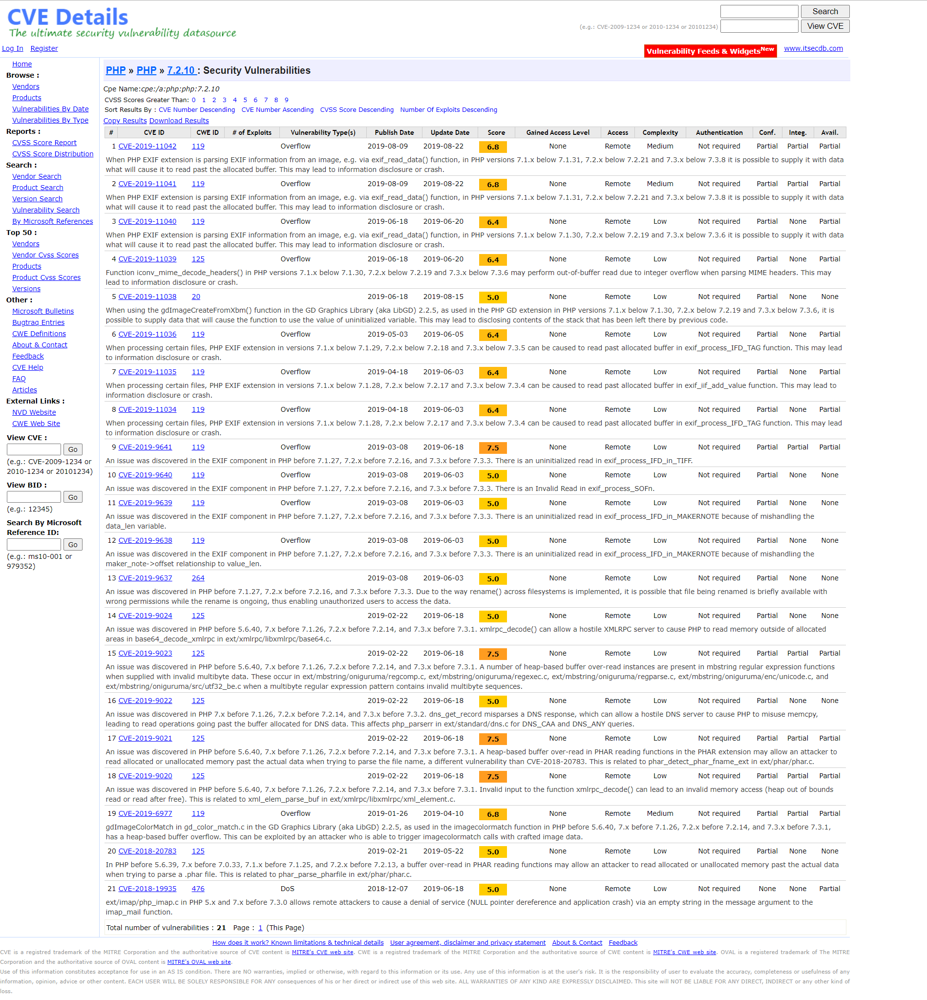 CVE Details
The ultimate security vulnerability datasource
Search
(e.g.: CVE-2009-1234 or 2010-1234 or 20101234) View CVE
Log In Register
Vulnerability Feeds & WidgetsNew www.itsecdb.com
Home
Browse :
Vendors
Products
Vulnerabilities By Date
Vulnerabilities By Type
Reports :
CVSS Score Report
CVSS Score Distribution
Search :
Vendor Search
Product Search
Version Search
Vulnerability Search
By Microsoft References
Top 50 :
Vendors
Vendor Cvss Scores
Products
Product Cvss Scores
Versions
Other :
Microsoft Bulletins
Bugtraq Entries
CWE Definitions
About & Contact
Feedback
CVE Help
FAQ
Articles
External Links :
NVD Website
CWE Web Site
View CVE :
Go
(e.g.: CVE-2009-1234 or
2010-1234 or 20101234)
View BID :
Go
(e.g.: 12345)
Search By Microsoft
Reference ID:
Go
(e.g.: ms10-001 or
979352)
PHP » PHP » 7.2.10 : Security Vulnerabilities
Cpe Name:cpe:/a:php:php:7.2.10
CVSS Scores Greater Than: 0 1 2 3 4 5 6 7 8 9
Sort Results By : CVE Number Descending CVE Number Ascending CVSS Score Descending Number Of Exploits Descending
Copy Results Download Results
# CVE ID CWE ID # of Exploits Vulnerability Type(s) Publish Date Update Date Score Gained Access Level Access Complexity Authentication Conf. Integ. Avail.
1 CVE-2019-11042 119 Overflow 2019-08-09 2019-08-22 6.8 None Remote Medium Not required Partial Partial Partial
When PHP EXIF extension is parsing EXIF information from an image, e.g. via exif_read_data() function, in PHP versions 7.1.x below 7.1.31, 7.2.x below 7.2.21 and 7.3.x below 7.3.8 it is possible to supply it with data
what will cause it to read past the allocated buffer. This may lead to information disclosure or crash.
2 CVE-2019-11041 119 Overflow 2019-08-09 2019-08-22 6.8 None Remote Medium Not required Partial Partial Partial
When PHP EXIF extension is parsing EXIF information from an image, e.g. via exif_read_data() function, in PHP versions 7.1.x below 7.1.31, 7.2.x below 7.2.21 and 7.3.x below 7.3.8 it is possible to supply it with data
what will cause it to read past the allocated buffer. This may lead to information disclosure or crash.
3 CVE-2019-11040 119 Overflow 2019-06-18 2019-06-20 6.4 None Remote Low Not required Partial None Partial
When PHP EXIF extension is parsing EXIF information from an image, e.g. via exif_read_data() function, in PHP versions 7.1.x below 7.1.30, 7.2.x below 7.2.19 and 7.3.x below 7.3.6 it is possible to supply it with data
what will cause it to read past the allocated buffer. This may lead to information disclosure or crash.
4 CVE-2019-11039 125 Overflow 2019-06-18 2019-06-20 6.4 None Remote Low Not required Partial None Partial
Function iconv_mime_decode_headers() in PHP versions 7.1.x below 7.1.30, 7.2.x below 7.2.19 and 7.3.x below 7.3.6 may perform out-of-buffer read due to integer overflow when parsing MIME headers. This may
lead to information disclosure or crash.
5 CVE-2019-11038 20 2019-06-18 2019-08-15 5.0 None Remote Low Not required Partial None None
When using the gdImageCreateFromXbm() function in the GD Graphics Library (aka LibGD) 2.2.5, as used in the PHP GD extension in PHP versions 7.1.x below 7.1.30, 7.2.x below 7.2.19 and 7.3.x below 7.3.6, it is
possible to supply data that will cause the function to use the value of uninitialized variable. This may lead to disclosing contents of the stack that has been left there by previous code.
6 CVE-2019-11036 119 Overflow 2019-05-03 2019-06-05 6.4 None Remote Low Not required Partial None Partial
When processing certain files, PHP EXIF extension in versions 7.1.x below 7.1.29, 7.2.x below 7.2.18 and 7.3.x below 7.3.5 can be caused to read past allocated buffer in exif_process_IFD_TAG function. This may lead
to information disclosure or crash.
7 CVE-2019-11035 119 Overflow 2019-04-18 2019-06-03 6.4 None Remote Low Not required Partial None Partial
When processing certain files, PHP EXIF extension in versions 7.1.x below 7.1.28, 7.2.x below 7.2.17 and 7.3.x below 7.3.4 can be caused to read past allocated buffer in exif_iif_add_value function. This may lead to
information disclosure or crash.
8 CVE-2019-11034 119 Overflow 2019-04-18 2019-06-03 6.4 None Remote Low Not required Partial None Partial
When processing certain files, PHP EXIF extension in versions 7.1.x below 7.1.28, 7.2.x below 7.2.17 and 7.3.x below 7.3.4 can be caused to read past allocated buffer in exif_process_IFD_TAG function. This may lead
to information disclosure or crash.
9 CVE-2019-9641 119 Overflow 2019-03-08 2019-06-18 7.5 None Remote Low Not required Partial Partial Partial
An issue was discovered in the EXIF component in PHP before 7.1.27, 7.2.x before 7.2.16, and 7.3.x before 7.3.3. There is an uninitialized read in exif_process_IFD_in_TIFF.
10 CVE-2019-9640 119 Overflow 2019-03-08 2019-06-03 5.0 None Remote Low Not required Partial None None
An issue was discovered in the EXIF component in PHP before 7.1.27, 7.2.x before 7.2.16, and 7.3.x before 7.3.3. There is an Invalid Read in exif_process_SOFn.
11 CVE-2019-9639 119 Overflow 2019-03-08 2019-06-03 5.0 None Remote Low Not required Partial None None
An issue was discovered in the EXIF component in PHP before 7.1.27, 7.2.x before 7.2.16, and 7.3.x before 7.3.3. There is an uninitialized read in exif_process_IFD_in_MAKERNOTE because of mishandling the
data_len variable.
12 CVE-2019-9638 119 Overflow 2019-03-08 2019-06-03 5.0 None Remote Low Not required Partial None None
An issue was discovered in the EXIF component in PHP before 7.1.27, 7.2.x before 7.2.16, and 7.3.x before 7.3.3. There is an uninitialized read in exif_process_IFD_in_MAKERNOTE because of mishandling the
maker_note->offset relationship to value_len.
13 CVE-2019-9637 264 2019-03-08 2019-06-03 5.0 None Remote Low Not required Partial None None
An issue was discovered in PHP before 7.1.27, 7.2.x before 7.2.16, and 7.3.x before 7.3.3. Due to the way rename() across filesystems is implemented, it is possible that file being renamed is briefly available with
wrong permissions while the rename is ongoing, thus enabling unauthorized users to access the data.
14 CVE-2019-9024 125 2019-02-22 2019-06-18 5.0 None Remote Low Not required Partial None None
An issue was discovered in PHP before 5.6.40, 7.x before 7.1.26, 7.2.x before 7.2.14, and 7.3.x before 7.3.1. xmlrpc_decode() can allow a hostile XMLRPC server to cause PHP to read memory outside of allocated
areas in base64_decode_xmlrpc in ext/xmlrpc/libxmlrpc/base64.c.
15 CVE-2019-9023 125 2019-02-22 2019-06-18 7.5 None Remote Low Not required Partial Partial Partial
An issue was discovered in PHP before 5.6.40, 7.x before 7.1.26, 7.2.x before 7.2.14, and 7.3.x before 7.3.1. A number of heap-based buffer over-read instances are present in mbstring regular expression functions
when supplied with invalid multibyte data. These occur in ext/mbstring/oniguruma/regcomp.c, ext/mbstring/oniguruma/regexec.c, ext/mbstring/oniguruma/regparse.c, ext/mbstring/oniguruma/enc/unicode.c, and
ext/mbstring/oniguruma/src/utf32_be.c when a multibyte regular expression pattern contains invalid multibyte sequences.
16 CVE-2019-9022 125 2019-02-22 2019-06-18 5.0 None Remote Low Not required Partial None None
An issue was discovered in PHP 7.x before 7.1.26, 7.2.x before 7.2.14, and 7.3.x before 7.3.2. dns_get_record misparses a DNS response, which can allow a hostile DNS server to cause PHP to misuse memcpy,
leading to read operations going past the buffer allocated for DNS data. This affects php_parserr in ext/standard/dns.c for DNS_CAA and DNS_ANY queries.
17 CVE-2019-9021 125 2019-02-22 2019-06-18 7.5 None Remote Low Not required Partial Partial Partial
An issue was discovered in PHP before 5.6.40, 7.x before 7.1.26, 7.2.x before 7.2.14, and 7.3.x before 7.3.1. A heap-based buffer over-read in PHAR reading functions in the PHAR extension may allow an attacker to
read allocated or unallocated memory past the actual data when trying to parse the file name, a different vulnerability than CVE-2018-20783. This is related to phar_detect_phar_fname_ext in ext/phar/phar.c.
18 CVE-2019-9020 125 2019-02-22 2019-06-18 7.5 None Remote Low Not required Partial Partial Partial
An issue was discovered in PHP before 5.6.40, 7.x before 7.1.26, 7.2.x before 7.2.14, and 7.3.x before 7.3.1. Invalid input to the function xmlrpc_decode() can lead to an invalid memory access (heap out of bounds
read or read after free). This is related to xml_elem_parse_buf in ext/xmlrpc/libxmlrpc/xml_element.c.
19 CVE-2019-6977 119 Overflow 2019-01-26 2019-04-10 6.8 None Remote Medium Not required Partial Partial Partial
gdImageColorMatch in gd_color_match.c in the GD Graphics Library (aka LibGD) 2.2.5, as used in the imagecolormatch function in PHP before 5.6.40, 7.x before 7.1.26, 7.2.x before 7.2.14, and 7.3.x before 7.3.1,
has a heap-based buffer overflow. This can be exploited by an attacker who is able to trigger imagecolormatch calls with crafted image data.
20 CVE-2018-20783 125 2019-02-21 2019-05-22 5.0 None Remote Low Not required Partial None None
In PHP before 5.6.39, 7.x before 7.0.33, 7.1.x before 7.1.25, and 7.2.x before 7.2.13, a buffer over-read in PHAR reading functions may allow an attacker to read allocated or unallocated memory past the actual data
when trying to parse a .phar file. This is related to phar_parse_pharfile in ext/phar/phar.c.
21 CVE-2018-19935 476 DoS 2018-12-07 2019-06-18 5.0 None Remote Low Not required None None Partial
ext/imap/php_imap.c in PHP 5.x and 7.x before 7.3.0 allows remote attackers to cause a denial of service (NULL pointer dereference and application crash) via an empty string in the message argument to the
imap_mail function.
Total number of vulnerabilities : 21 Page : 1 (This Page)
How does it work? Known limitations & technical details User agreement, disclaimer and privacy statement About & Contact Feedback
CVE is a registred trademark of the MITRE Corporation and the authoritative source of CVE content is MITRE's CVE web site. CWE is a registred trademark of the MITRE Corporation and the authoritative source of CWE content is MITRE's CWE web site. OVAL is a registered trademark of The MITRE
Corporation and the authoritative source of OVAL content is MITRE's OVAL web site.
Use of this information constitutes acceptance for use in an AS IS condition. There are NO warranties, implied or otherwise, with regard to this information or its use. Any use of this information is at the user's risk. It is the responsibility of user to evaluate the accuracy, completeness or usefulness of any
information, opinion, advice or other content. EACH USER WILL BE SOLELY RESPONSIBLE FOR ANY consequences of his or her direct or indirect use of this web site. ALL WARRANTIES OF ANY KIND ARE EXPRESSLY DISCLAIMED. This site will NOT BE LIABLE FOR ANY DIRECT, INDIRECT or any other kind of
loss.